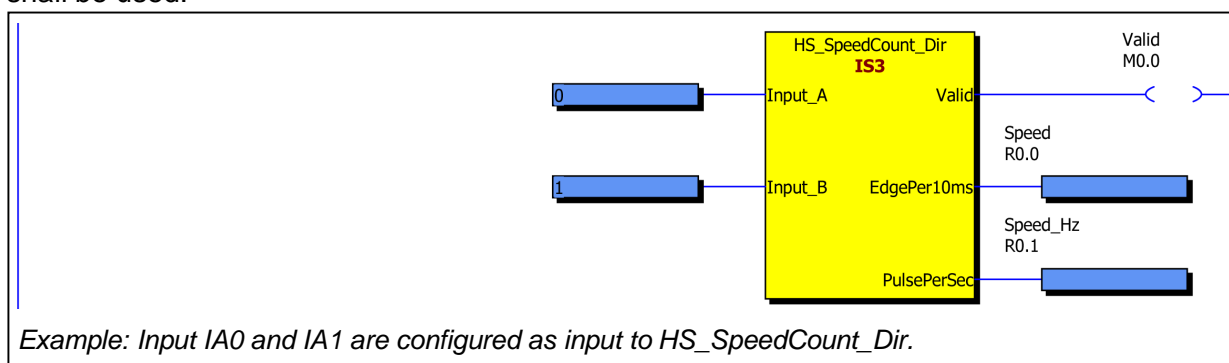 shall be used.
HS_SpeedCount_Dir
IS3
Valid
M0.0
0
Input_A
Valid
Speed
R0.0
1
Input_B
EdgePer10ms
Speed_Hz
R0.1
PulsePerSec
Example: Input IA0 and IA1 are configured as input to HS_SpeedCount_Dir.